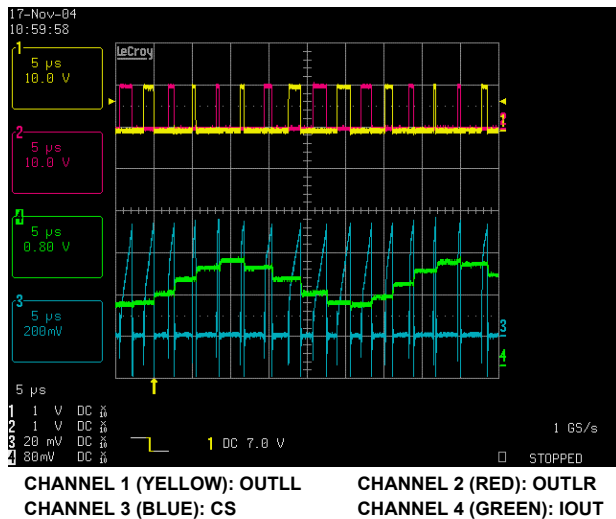 17-Nov-04
10:59:58
LeCroy
1
5 µs
10.0 V
2
5 µs
10.0 V
4
5 µs
0.80 V
3
5 µs
200mV
2
3
4
5 µs
1 1 V DC
2 1 V DC
3 20 mV DC
4 80mV DC
1 DC 7.0 V
1 GS/s
STOPPED
CHANNEL 1 (YELLOW): OUTLL CHANNEL 2 (RED): OUTLR
CHANNEL 3 (BLUE): CS CHANNEL 4 (GREEN): IOUT